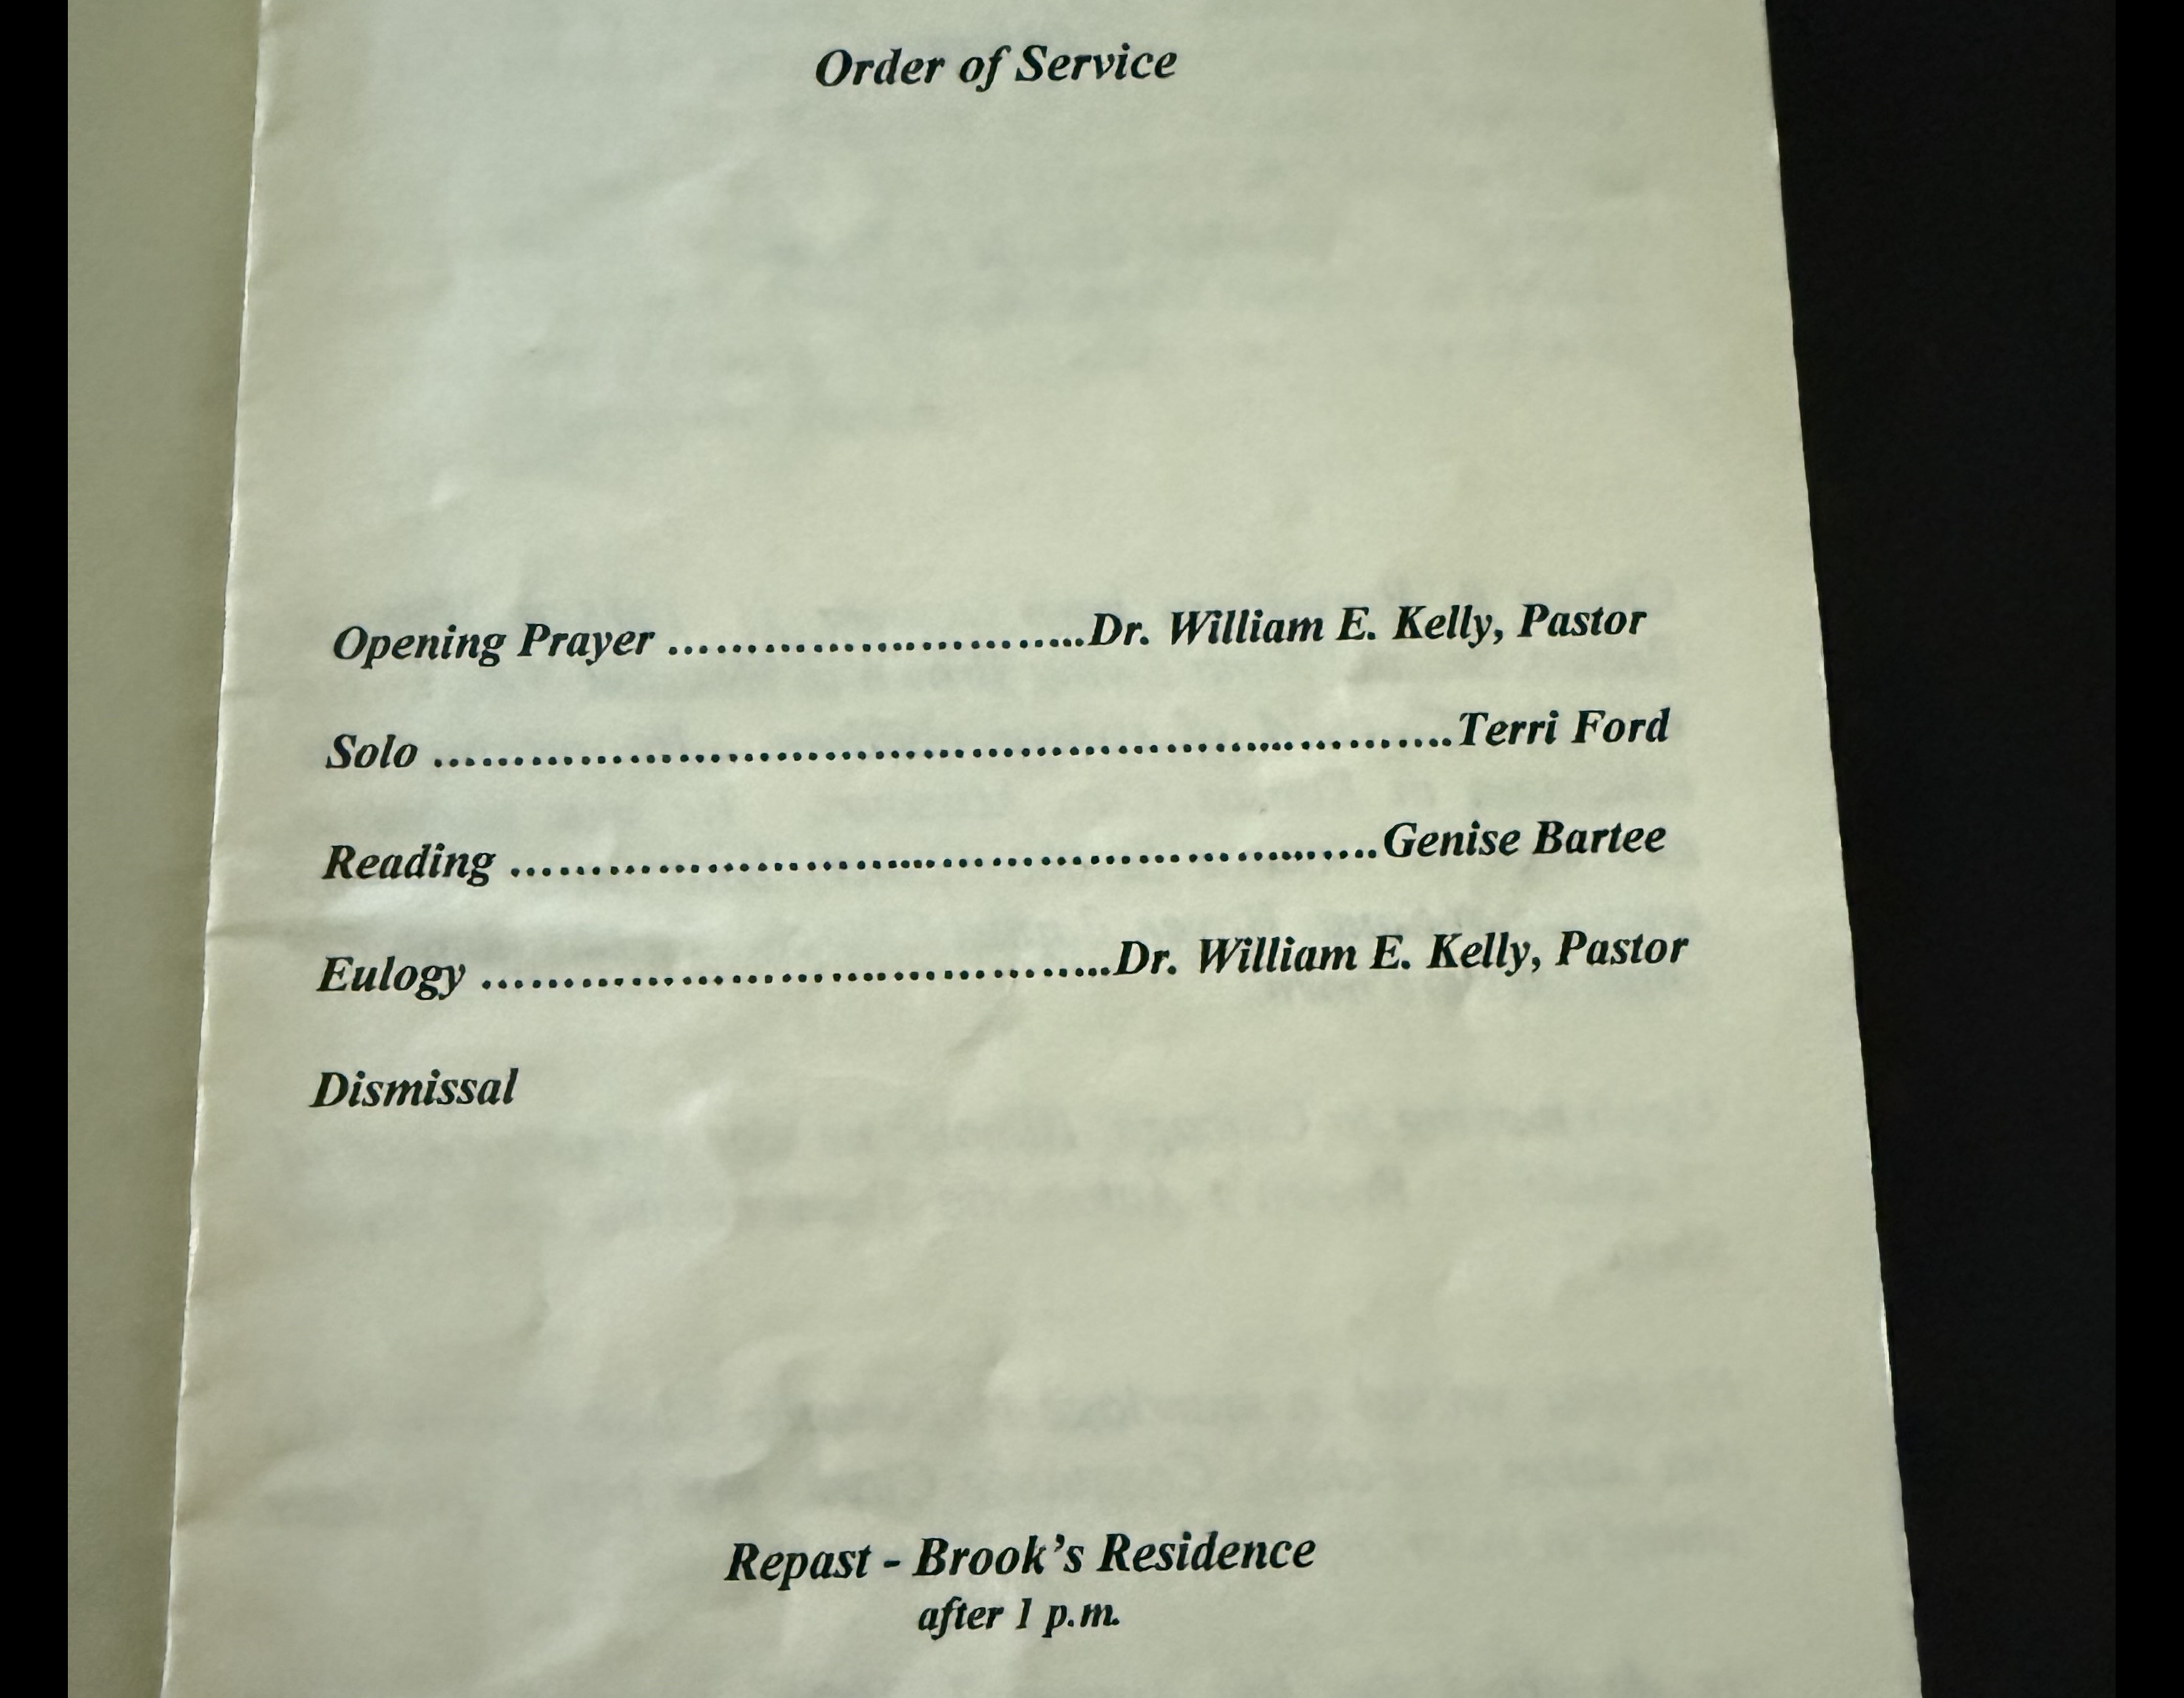 Order of Service
Opening Prayer ..............................Dr. William E. Kelly, Pastor
Solo ..............................................................Terri Ford
Reading .....................................................Genise Bartee
Eulogy .......................................Dr. William E. Kelly, Pastor
Dismissal
Repast - Brook’s Residence
after 1 p.m.